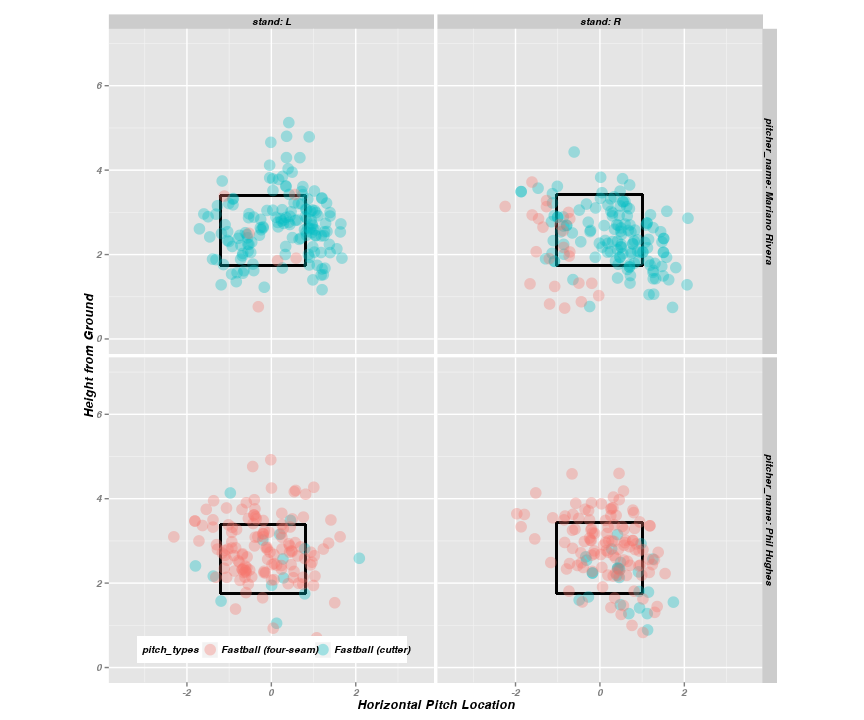 stand: L
stand: R
6
4
2
0
pitcher_name: Mariano Rivera
Height from Ground
6
4
2
0
pitcher_name: Phil Hughes
pitch_types Fastball (four-seam) Fastball (cutter)
-2 0 2 -2 0 2
Horizontal Pitch Location